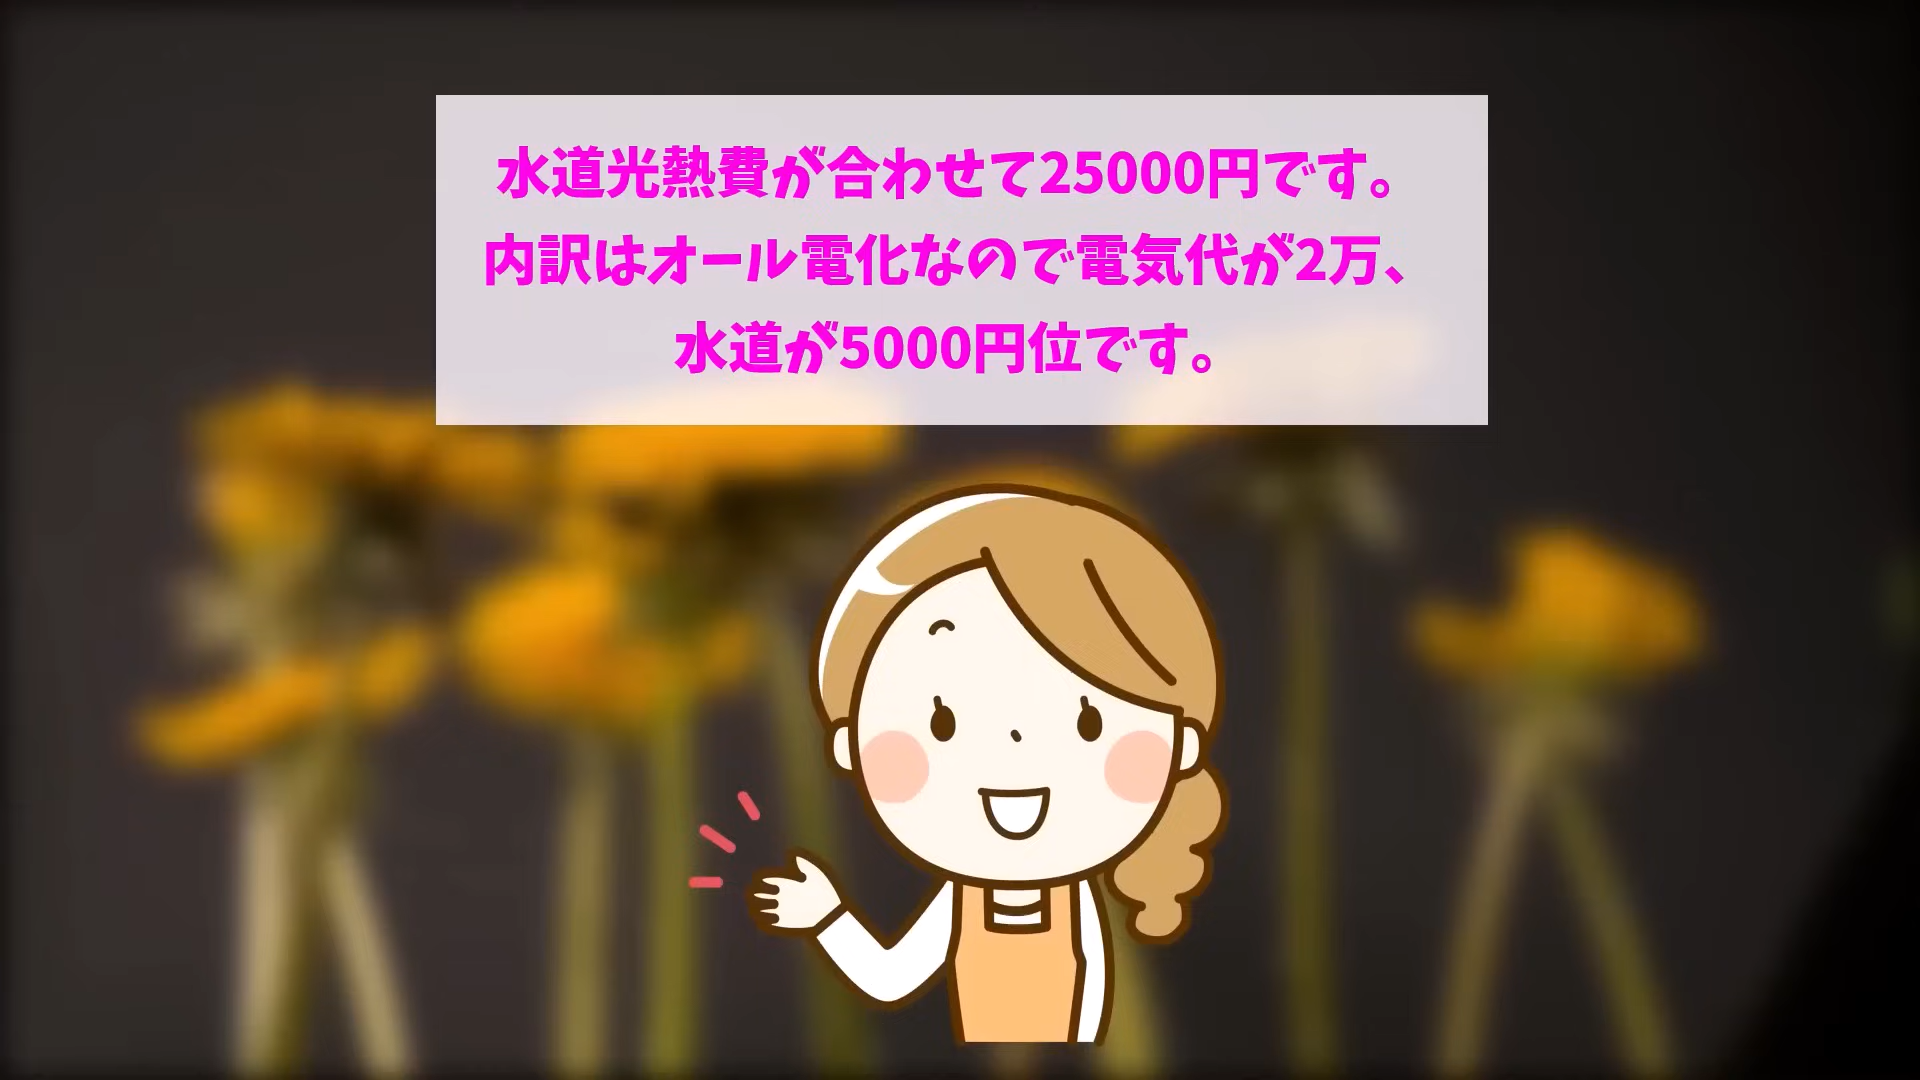 水道光熱費が合わせて25000円です。
内訳はオール電化なので電気代が2万、
水道が5000円位です。